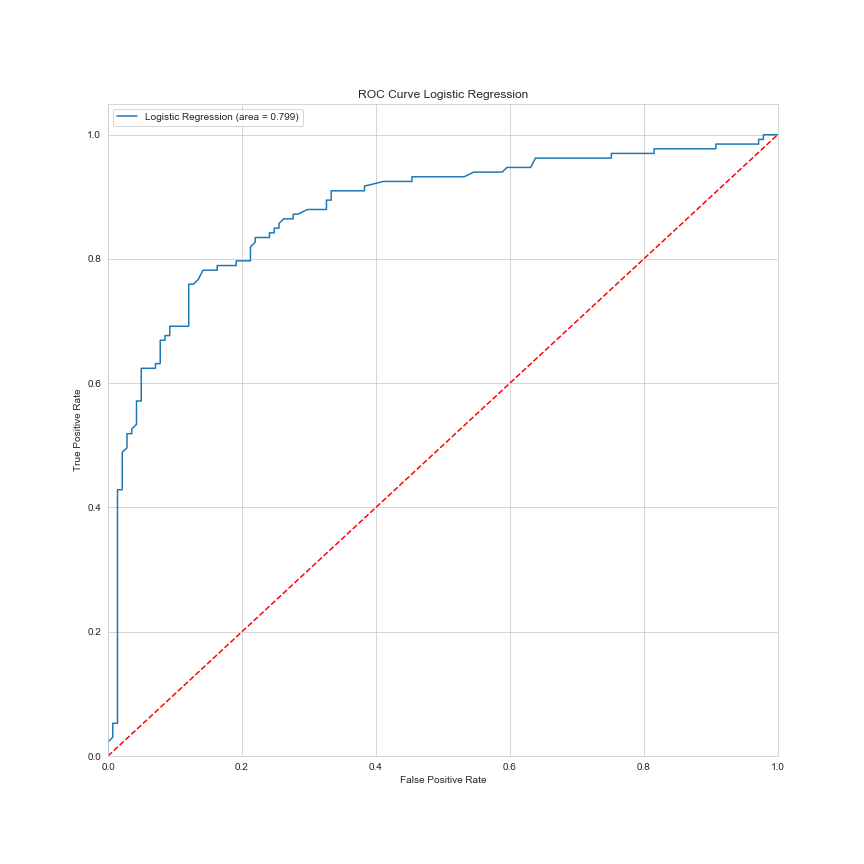 ROC Curve Logistic Regression
Logistic Regression (area = 0.799)
1.0
0.8
0.6
0.4
0.2
0.0
True Positive Rate
0.0 0.2 0.4 0.6 0.8 1.0
False Positive Rate